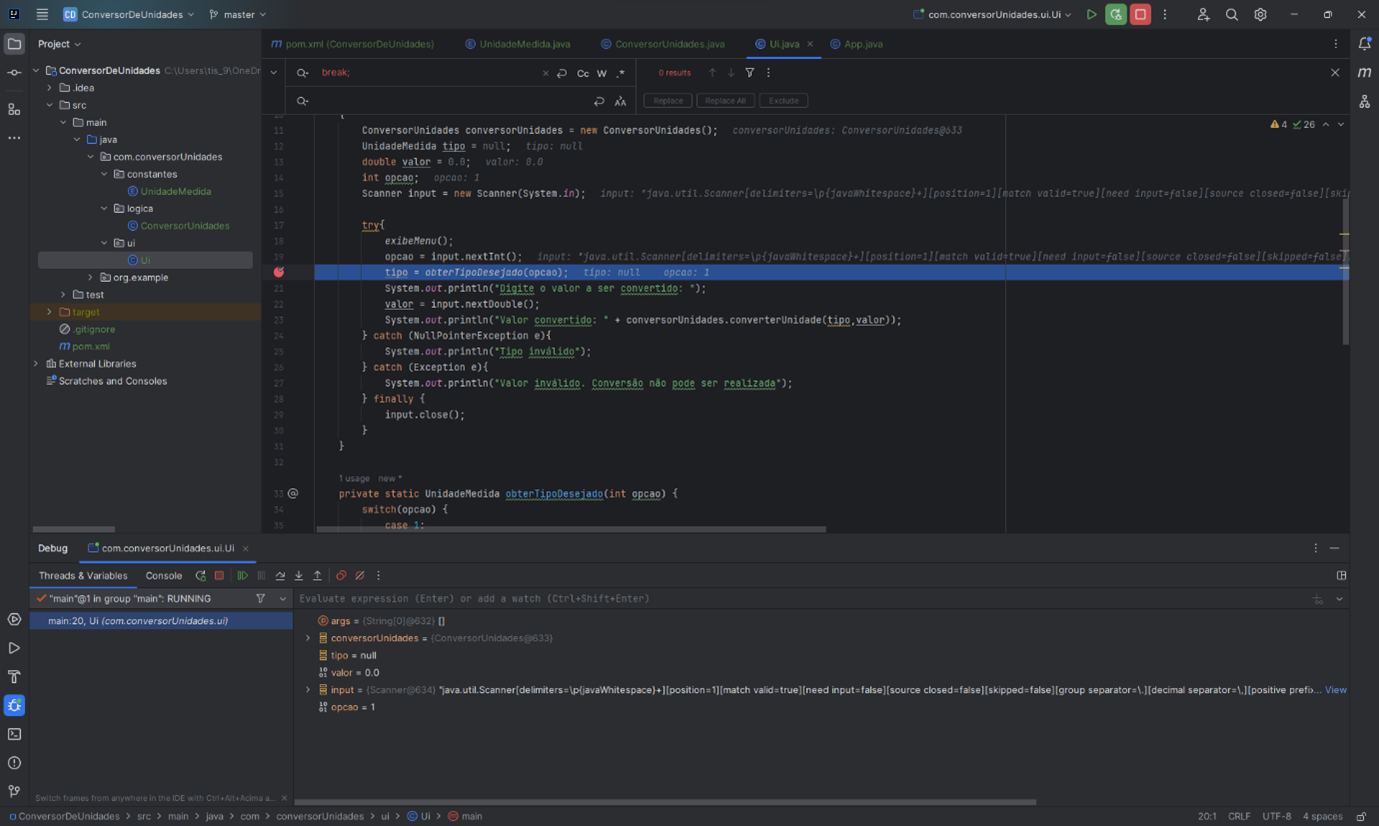 CD ConversorDeUnidades master com.conversorUnidades.ui.Ui
Project
ConversorDeUnidades C:\Users\tis_9\OneDr
.idea
src
main
java
com.conversorUnidades
constantes
UnidadeMedida
logica
ConversorUnidades
ui
Ui
org.example
test
target
.gitignore
pom.xml
External Libraries
Scratches and Consoles
pom.xml (ConversorDeUnidades) UnidadeMedida.java ConversorUnidades.java Ui.java App.java
break; Cc W .* 0 results
Replace Replace All Exclude
4 26
11 ConversorUnidades conversorUnidades = new ConversorUnidades(); conversorUnidades: ConversorUnidades@633
12 UnidadeMedida tipo = null; tipo: null
13 double valor = 0.0; valor: 0.0
14 int opcao; opcao: 1
15 Scanner input = new Scanner(System.in); input: "java.util.Scanner[delimiters=\p{javaWhitespace}+][position=1][match valid=true][need input=false][source closed=false][skip
16
17 try{
18 exibeMenu();
19 opcao = input.nextInt(); input: "java.util.Scanner[delimiters=\p{javaWhitespace}+][position=1][match valid=true][need input=false][source closed=false][skipped=false]
tipo = obterTipoDesejado(opcao); tipo: null opcao: 1
21 System.out.println("Digite o valor a ser convertido: ");
22 valor = input.nextDouble();
23 System.out.println("Valor convertido: " + conversorUnidades.converterUnidade(tipo,valor));
24 } catch (NullPointerException e){
25 System.out.println("Tipo inválido");
26 } catch (Exception e){
27 System.out.println("Valor inválido. Conversão não pode ser realizada");
28 } finally {
29 input.close();
30 }
31 }
32
1 usage new *
33 @ private static UnidadeMedida obterTipoDesejado(int opcao) {
34 switch(opcao) {
35 case 1:
Debug com.conversorUnidades.ui.Ui
Threads & Variables Console
"main"@1 in group "main": RUNNING
main:20, Ui (com.conversorUnidades.ui)
Switch frames from anywhere in the IDE with Ctrl+Alt+Acima a...
Evaluate expression (Enter) or add a watch (Ctrl+Shift+Enter)
args = {String[0]@632} []
conversorUnidades = {ConversorUnidades@633}
tipo = null
valor = 0.0
input = {Scanner@634} "java.util.Scanner[delimiters=\p{javaWhitespace}+][position=1][match valid=true][need input=false][source closed=false][skipped=false][group separator=\.][decimal separator=\,][positive prefix... View
opcao = 1
ConversorDeUnidades > src > main > java > com > conversorUnidades > ui > Ui > main 20:1 CRLF UTF-8 4 spaces